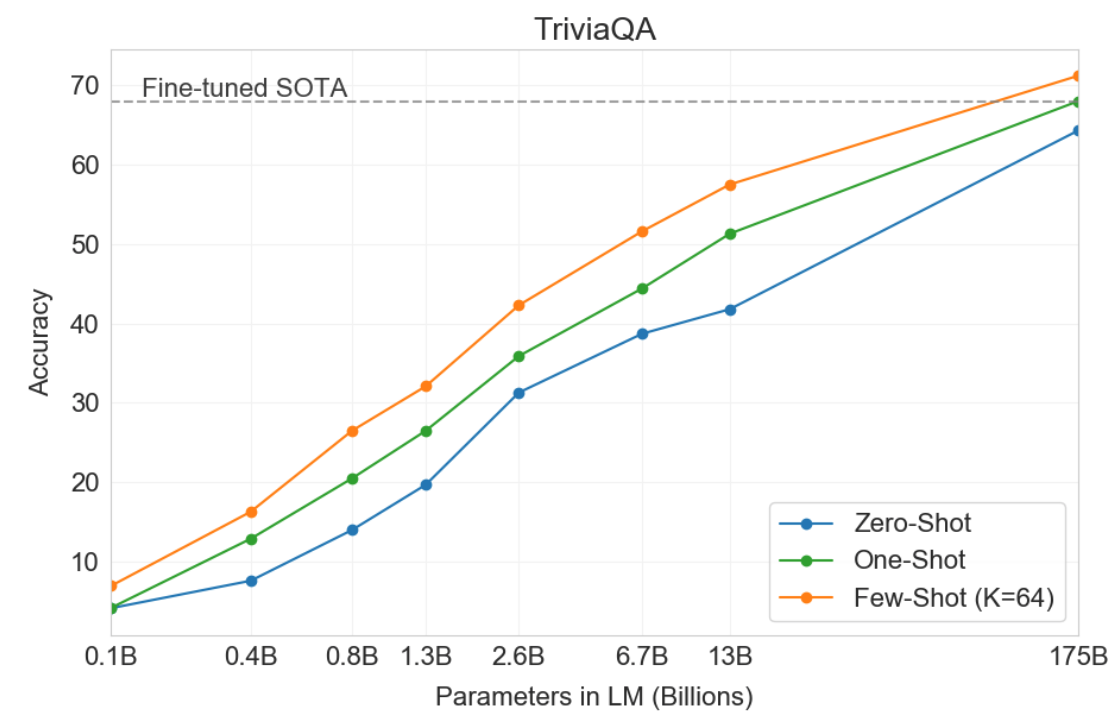 TriviaQA
Fine-tuned SOTA
70
60
50
40
30
20
10
Accuracy
Zero-Shot
One-Shot
Few-Shot (K=64)
0.1B 0.4B 0.8B 1.3B 2.6B 6.7B 13B 175B
Parameters in LM (Billions)